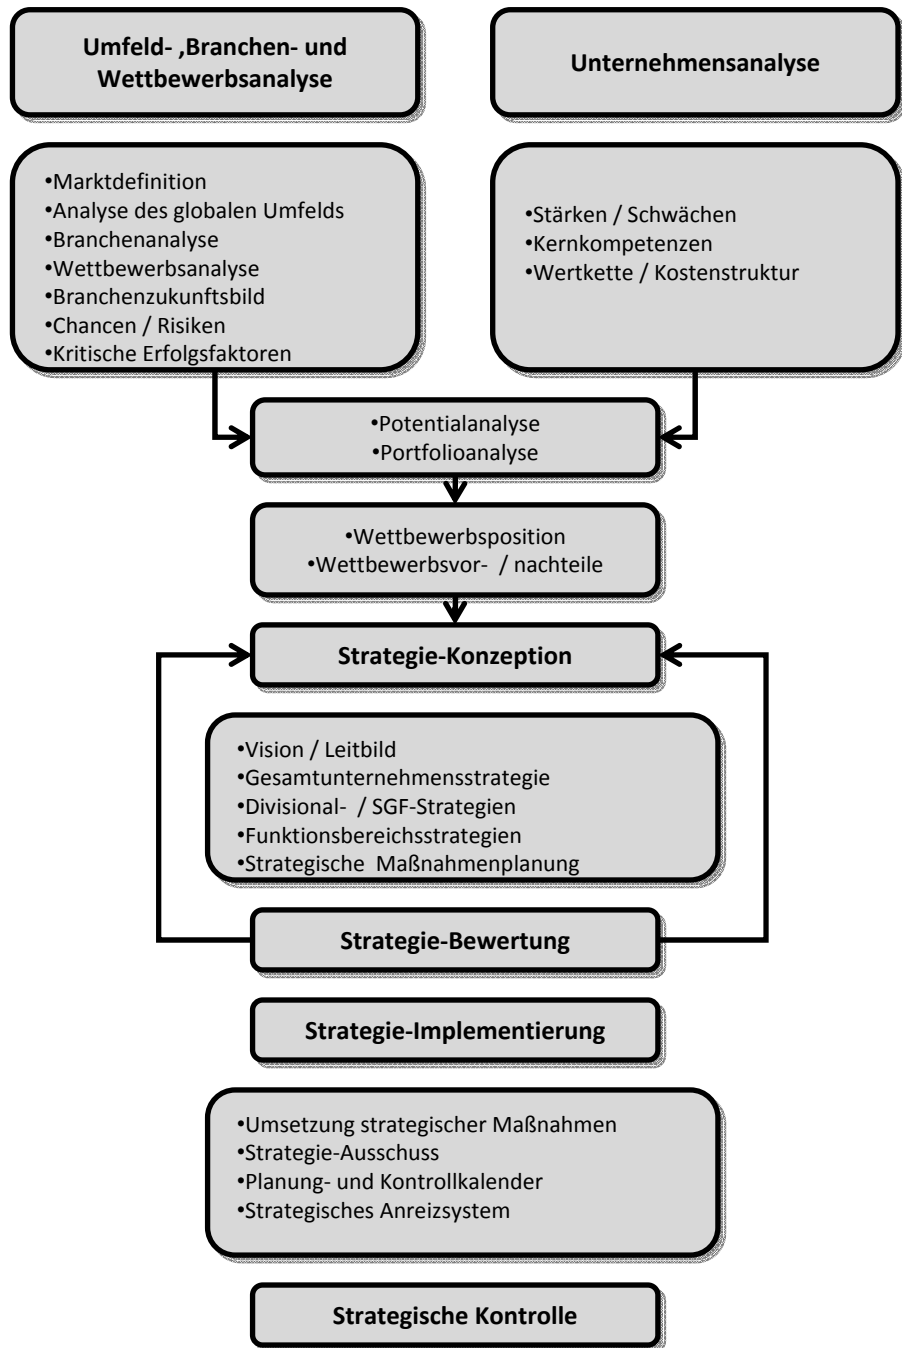 Umfeld- ,Branchen- und
Wettbewerbsanalyse
Unternehmensanalyse
•Marktdefinition
•Analyse des globalen Umfelds
•Branchenanalyse
•Wettbewerbsanalyse
•Branchenzukunftsbild
•Chancen / Risiken
•Kritische Erfolgsfaktoren
•Stärken / Schwächen
•Kernkompetenzen
•Wertkette / Kostenstruktur
•Potentialanalyse
•Portfolioanalyse
•Wettbewerbsposition
•Wettbewerbsvor- / nachteile
Strategie-Konzeption
•Vision / Leitbild
•Gesamtunternehmensstrategie
•Divisional- / SGF-Strategien
•Funktionsbereichsstrategien
•Strategische Maßnahmenplanung
Strategie-Bewertung
Strategie-Implementierung
•Umsetzung strategischer Maßnahmen
•Strategie-Ausschuss
•Planung- und Kontrollkalender
•Strategisches Anreizsystem
Strategische Kontrolle